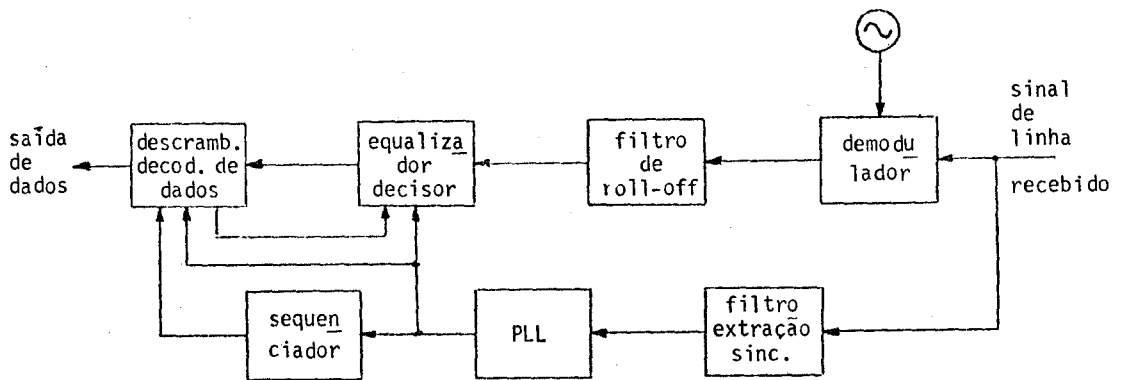 saída
de
dados
descramb.
decod. de
dados
equaliza
dor
decisor
filtro
de
roll-off
demodu
lador
sinal
de
linha
recebido
sequen
ciador
PLL
filtro
extração
sinc.